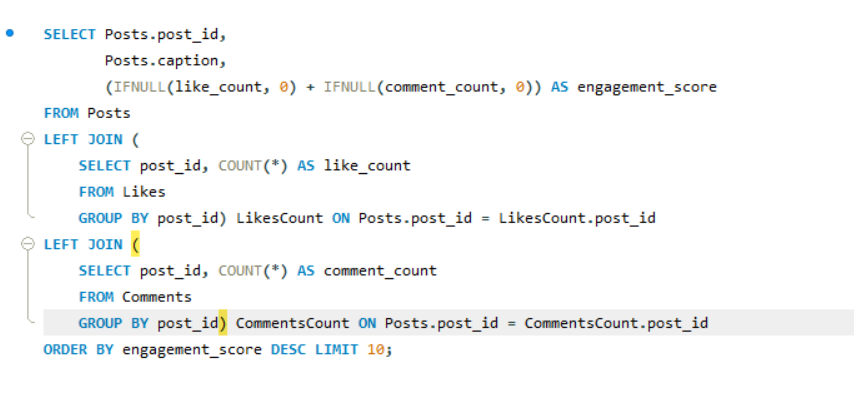 SELECT Posts.post_id,
Posts.caption,
(IFNULL(like_count, 0) + IFNULL(comment_count, 0)) AS engagement_score
FROM Posts
LEFT JOIN (
SELECT post_id, COUNT(*) AS like_count
FROM Likes
GROUP BY post_id) LikesCount ON Posts.post_id = LikesCount.post_id
LEFT JOIN (
SELECT post_id, COUNT(*) AS comment_count
FROM Comments
GROUP BY post_id) CommentsCount ON Posts.post_id = CommentsCount.post_id
ORDER BY engagement_score DESC LIMIT 10;